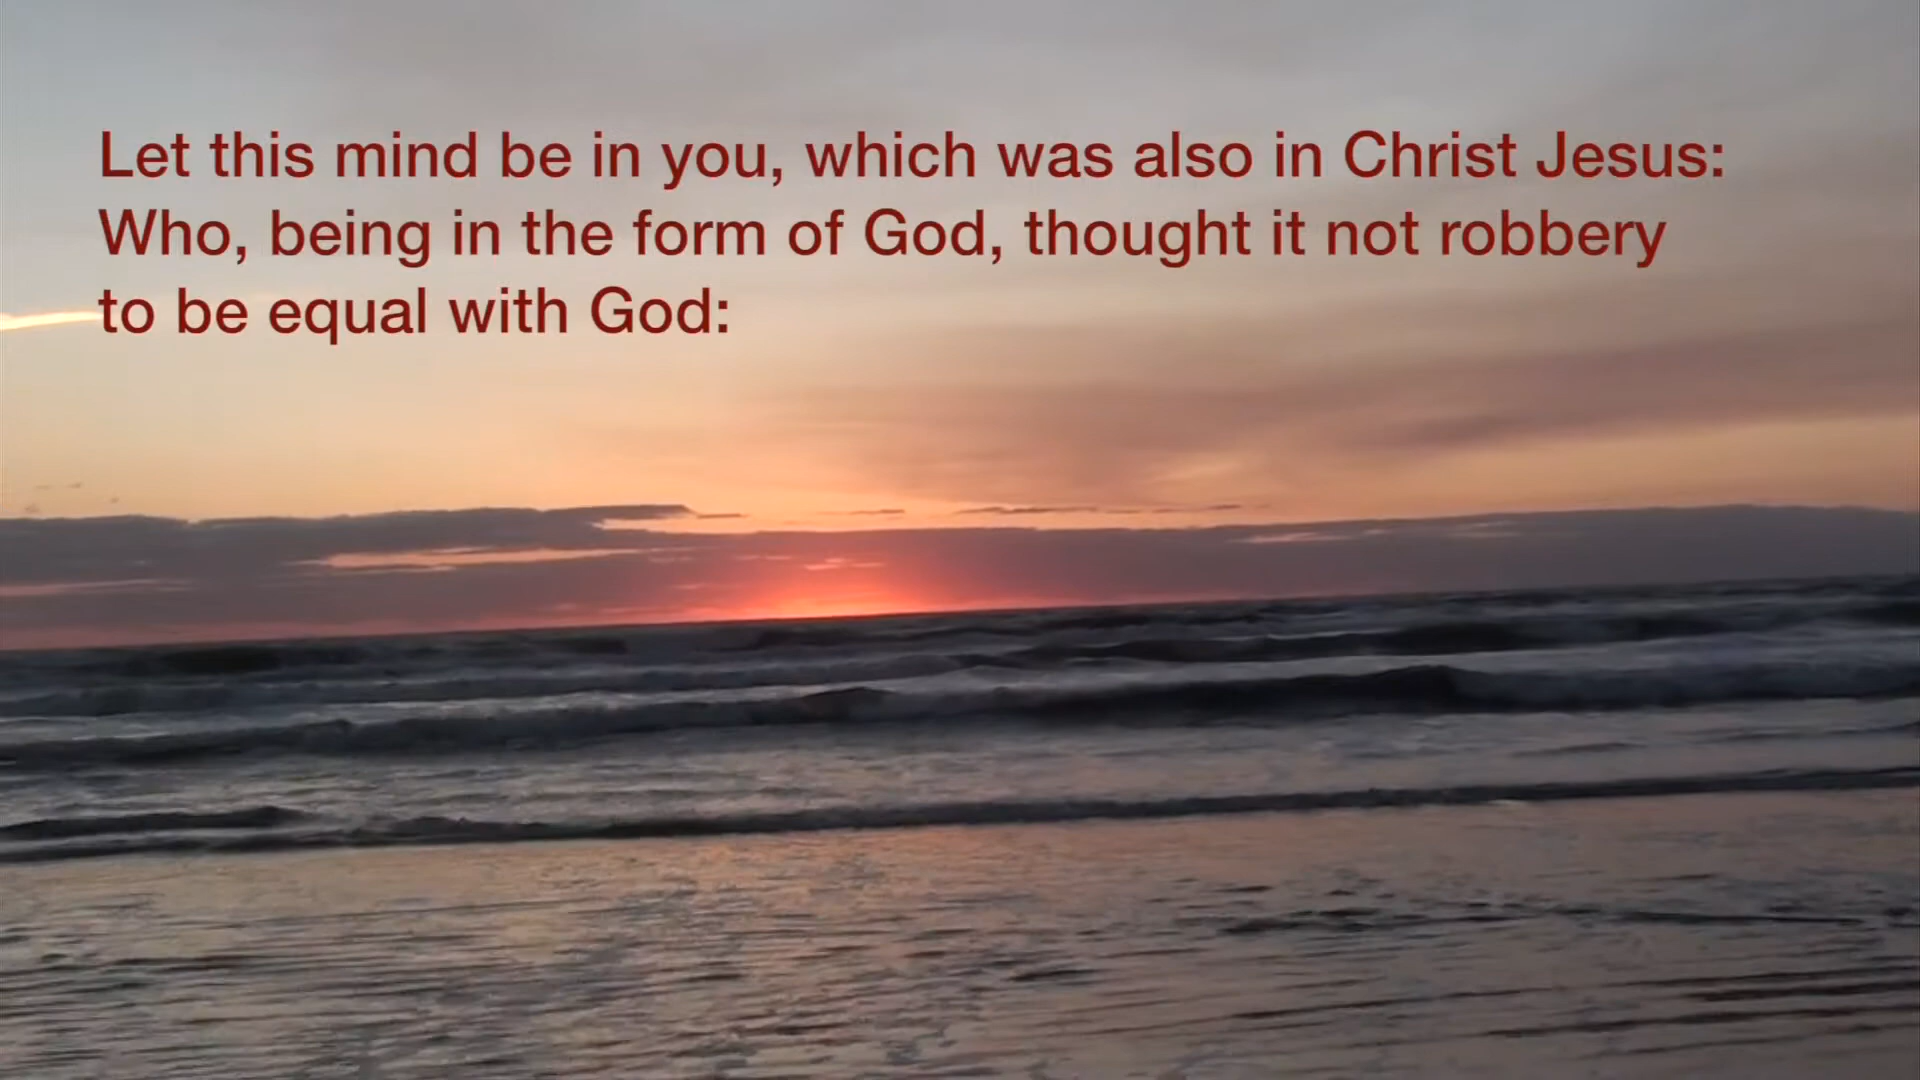 Let this mind be in you, which was also in Christ Jesus:
Who, being in the form of God, thought it not robbery
to be equal with God: